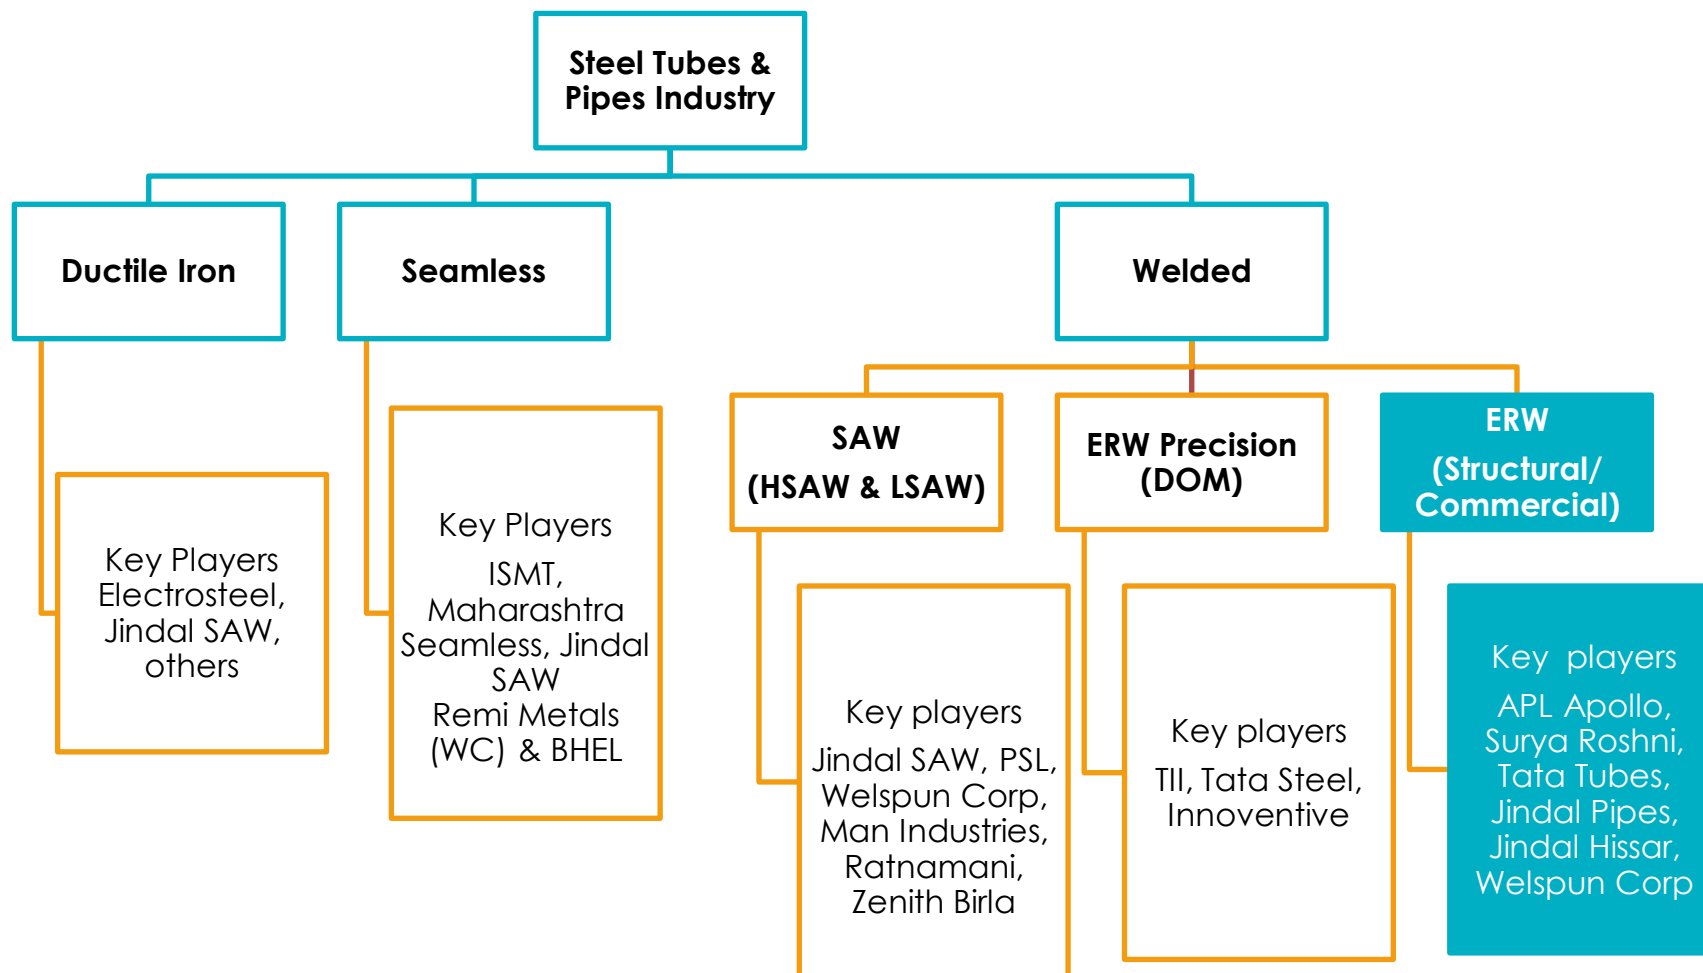 Steel Tubes &
Pipes Industry
Ductile Iron
Seamless
Welded
SAW
(HSAW & LSAW)
ERW Precision
(DOM)
ERW
(Structural/
Commercial)
Key Players
Electrosteel,
Jindal SAW,
others
Key Players
ISMT,
Maharashtra
Seamless, Jindal
SAW
Remi Metals
(WC) & BHEL
Key players
Jindal SAW, PSL,
Welspun Corp,
Man Industries,
Ratnamani,
Zenith Birla
Key players
TII, Tata Steel,
Innoventive
Key players
APL Apollo,
Surya Roshni,
Tata Tubes,
Jindal Pipes,
Jindal Hissar,
Welspun Corp